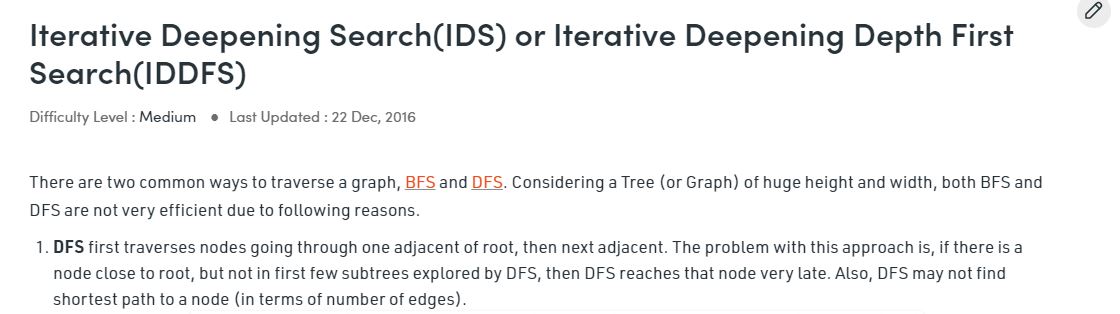 Iterative Deepening Search(IDS) or Iterative Deepening Depth First
Search(IDDFS)
Difficulty Level : Medium ● Last Updated : 22 Dec, 2016
There are two common ways to traverse a graph, BFS and DFS. Considering a Tree (or Graph) of huge height and width, both BFS and
DFS are not very efficient due to following reasons.
1. DFS first traverses nodes going through one adjacent of root, then next adjacent. The problem with this approach is, if there is a
node close to root, but not in first few subtrees explored by DFS, then DFS reaches that node very late. Also, DFS may not find
shortest path to a node (in terms of number of edges).